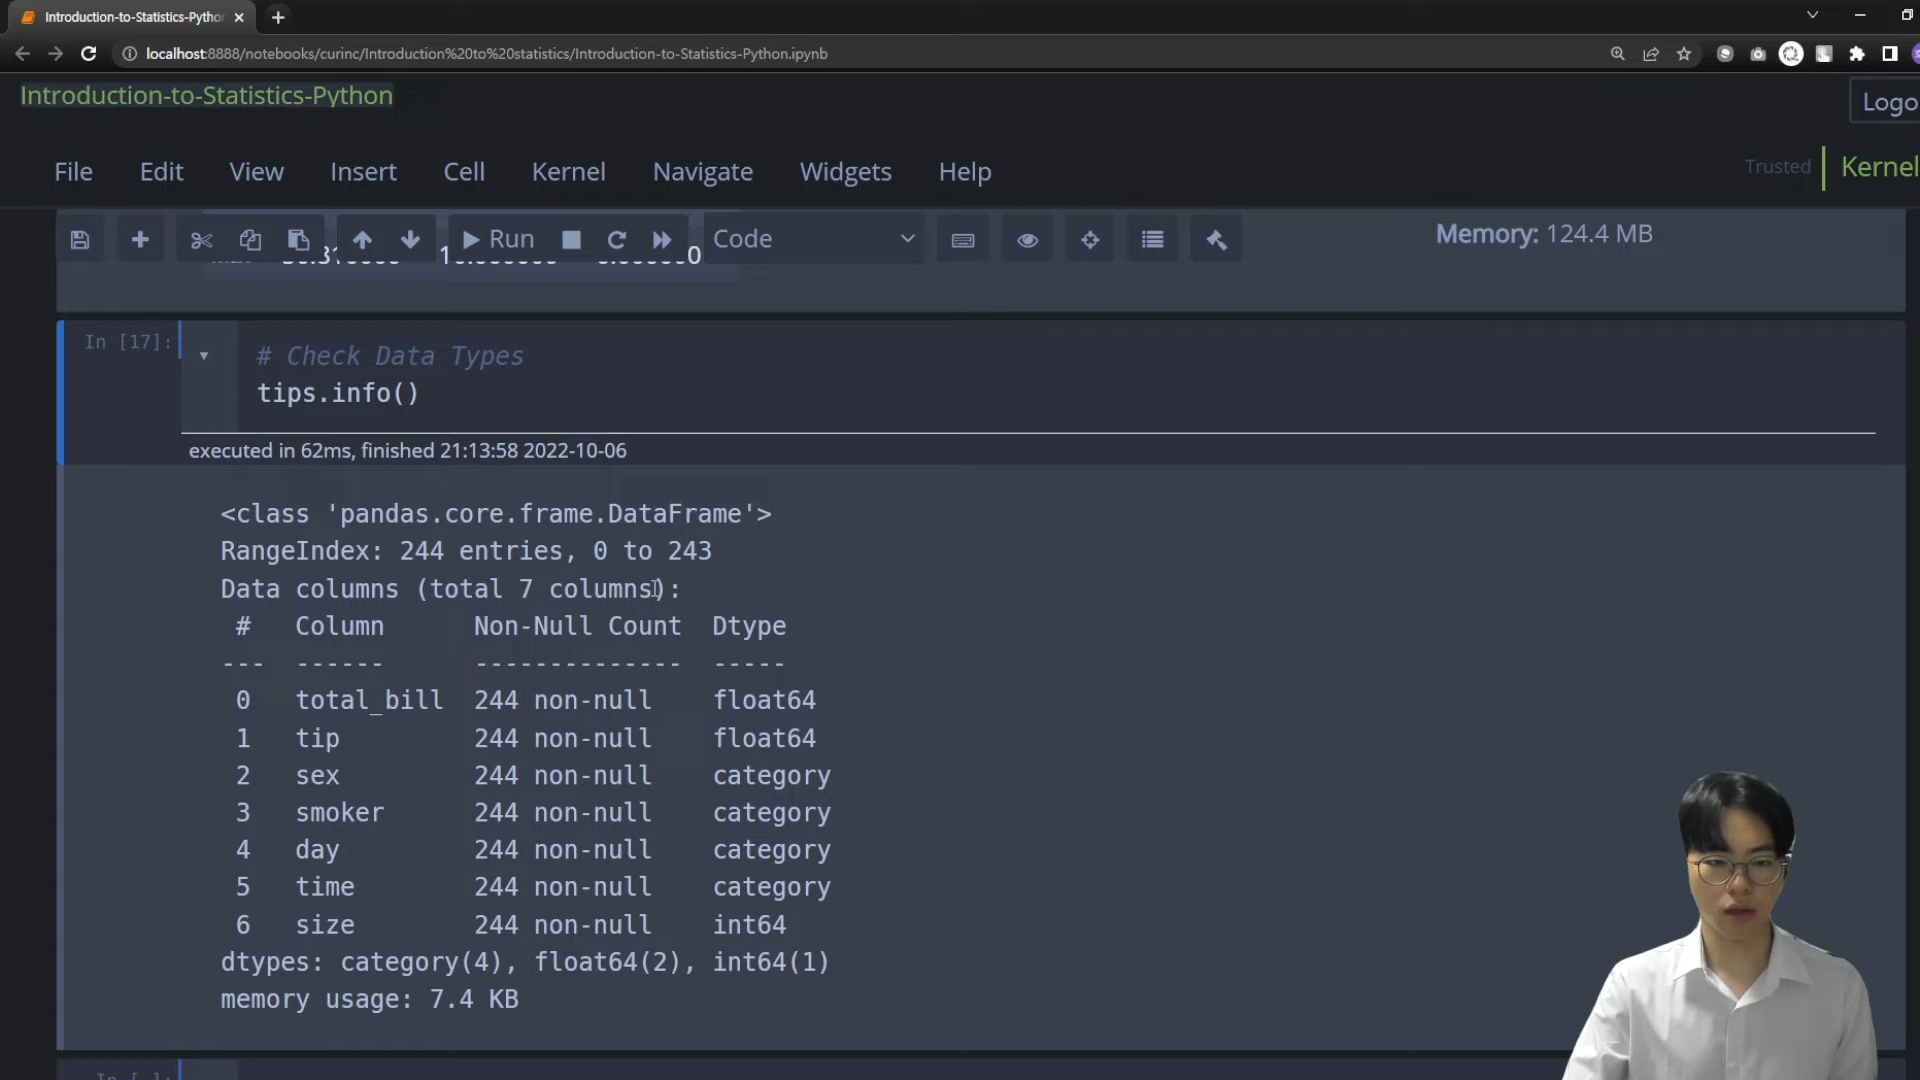 Introduction-to-Statistics-Pytho
localhost:8888/notebooks/curinc/Introduction%20to%20statistics/Introduction-to-Statistics-Python.ipynb
Introduction-to-Statistics-Python
Logo
File Edit View Insert Cell Kernel Navigate Widgets Help
Trusted Kernel
Run Code
Memory: 124.4 MB
In [17]:
# Check Data Types
tips.info()
executed in 62ms, finished 21:13:58 2022-10-06
<class 'pandas.core.frame.DataFrame'>
RangeIndex: 244 entries, 0 to 243
Data columns (total 7 columns):
# Column Non-Null Count Dtype
--- ------ -------------- -----
0 total_bill 244 non-null float64
1 tip 244 non-null float64
2 sex 244 non-null category
3 smoker 244 non-null category
4 day 244 non-null category
5 time 244 non-null category
6 size 244 non-null int64
dtypes: category(4), float64(2), int64(1)
memory usage: 7.4 KB